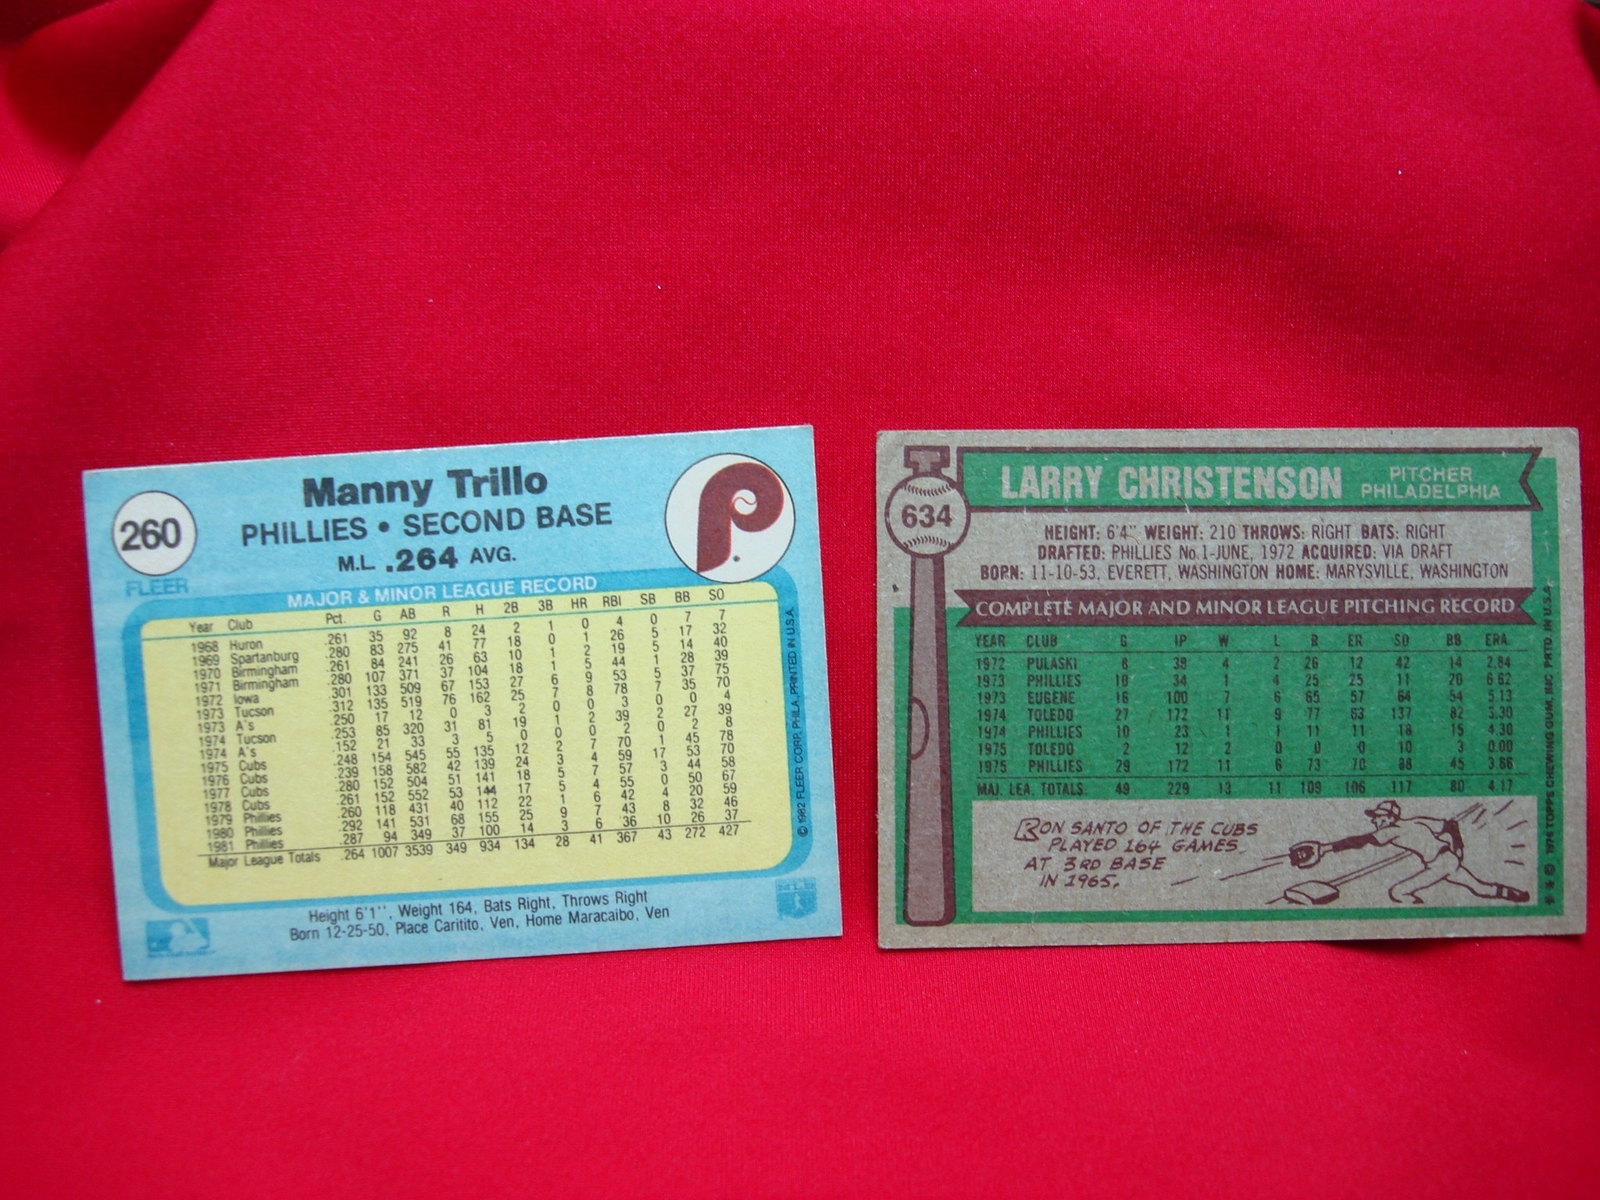 260
FLEER
Manny Trillo
PHILLIES • SECOND BASE
M.L. .264 AVG.
P
MAJOR & MINOR LEAGUE RECORD
Year Club Pct. G AB R H 2B 3B HR RBI SB BB SO
1968 Huron .261 35 92 8 24 2 1 0 4 0 7 7
1969 Spartanburg .280 83 275 41 77 18 0 1 26 5 17 32
1970 Birmingham .261 84 241 26 63 10 1 2 19 5 14 40
1971 Birmingham .280 107 371 37 104 18 1 5 44 1 28 39
1972 Iowa .301 133 509 67 153 27 6 9 53 5 37 75
1973 Tucson .312 135 519 76 162 25 7 8 78 7 35 70
1973 A's .250 17 12 0 3 2 0 0 3 0 0 4
1974 Tucson .253 85 320 31 81 19 1 2 39 2 27 39
1974 A's .152 21 33 3 5 0 0 0 2 0 2 8
1975 Cubs .248 154 545 55 135 12 2 7 70 1 45 78
1976 Cubs .239 158 582 42 139 24 3 4 59 17 53 70
1977 Cubs .280 152 504 51 141 18 5 7 57 3 44 58
1978 Cubs .261 152 552 53 144 17 5 4 55 0 50 67
1979 Phillies .260 118 431 40 112 22 1 6 42 4 20 59
1980 Phillies .292 141 531 68 155 25 9 7 43 8 32 46
1981 Phillies .287 94 349 37 100 14 3 6 36 10 26 37
Major League Totals .264 1007 3539 349 934 134 28 41 367 43 272 427
Height 6'1'', Weight 164, Bats Right, Throws Right
Born 12-25-50, Place Caritito, Ven, Home Maracaibo, Ven
© 1982 FLEER CORP. PHILA. PRINTED IN U.S.A.
634
LARRY CHRISTENSON
PITCHER
PHILADELPHIA
HEIGHT: 6'4" WEIGHT: 210 THROWS: RIGHT BATS: RIGHT
DRAFTED: PHILLIES No.1-JUNE, 1972 ACQUIRED: VIA DRAFT
BORN: 11-10-53, EVERETT, WASHINGTON HOME: MARYSVILLE, WASHINGTON
COMPLETE MAJOR AND MINOR LEAGUE PITCHING RECORD
YEAR CLUB G IP W L R ER SO BB ERA
1972 PULASKI 8 38 4 2 26 12 42 14 2.84
1973 PHILLIES 10 34 1 4 25 25 11 20 6.62
1973 EUGENE 16 100 7 6 65 57 64 54 5.13
1974 TOLEDO 27 172 11 9 77 63 137 82 3.30
1974 PHILLIES 10 23 1 1 11 11 18 15 4.30
1975 TOLEDO 2 12 2 0 0 0 10 3 0.00
1975 PHILLIES 29 172 11 6 73 70 88 45 3.66
MAJ. LEA. TOTALS 49 229 13 11 109 106 117 80 4.17
RON SANTO OF THE CUBS
PLAYED 164 GAMES
AT 3RD BASE
IN 1965.
** © 1976 TOPPS CHEWING GUM, INC. PRTD. IN U.S.A.